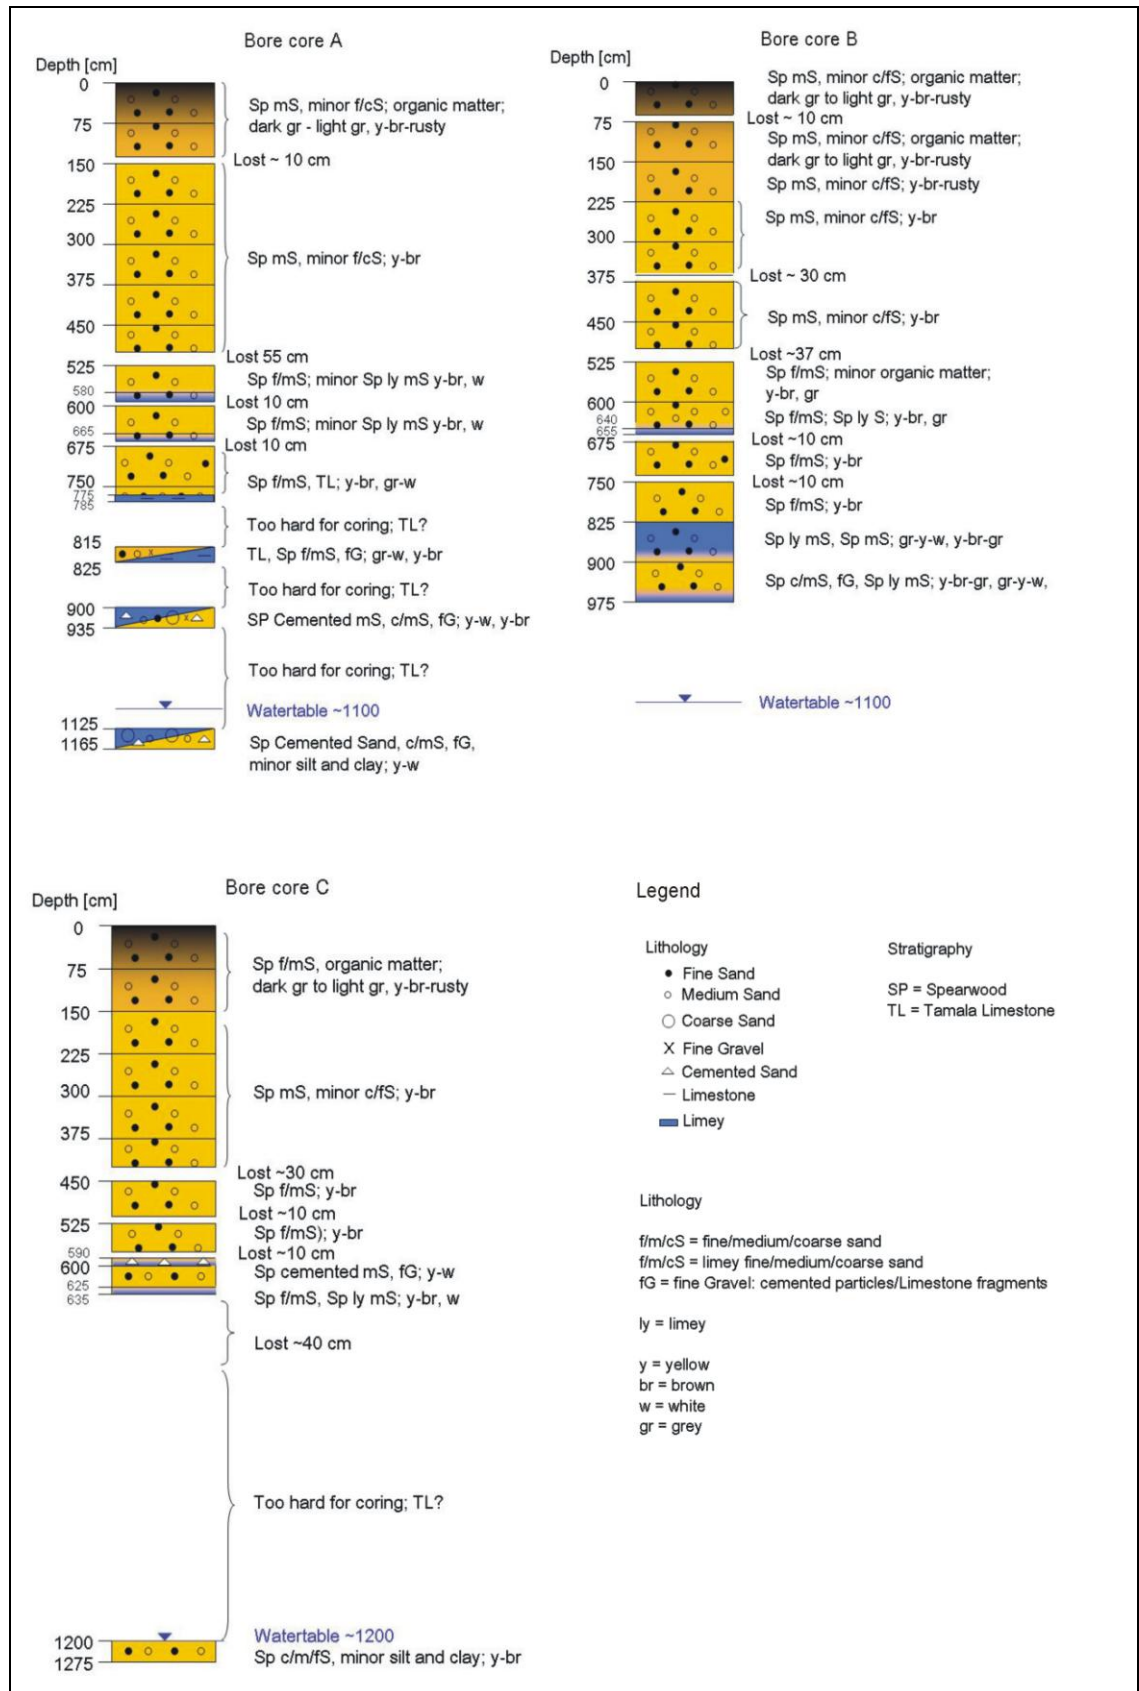 Bore core A
Depth [cm]
0
Sp mS, minor f/cS; organic matter;
dark gr - light gr, y-br-rusty
75
Lost ~ 10 cm
150
225
300
Sp mS, minor f/cS; y-br
375
450
Lost 55 cm
525
Sp f/mS; minor Sp ly mS y-br, w
580
Lost 10 cm
600
Sp f/mS; minor Sp ly mS y-br, w
665
Lost 10 cm
675
Sp f/mS, TL; y-br, gr-w
750
775
785
Too hard for coring; TL?
815
TL, Sp f/mS, fG; gr-w, y-br
825
Too hard for coring; TL?
900
SP Cemented mS, c/mS, fG; y-w, y-br
935
Too hard for coring; TL?
Watertable ~1100
1125
1165
Sp Cemented Sand, c/mS, fG,
minor silt and clay; y-w
Bore core B
Depth [cm]
0
Sp mS, minor c/fS; organic matter;
dark gr to light gr, y-br-rusty
75
Lost ~ 10 cm
Sp mS, minor c/fS; organic matter;
dark gr to light gr, y-br-rusty
150
Sp mS, minor c/fS; y-br-rusty
225
Sp mS, minor c/fS; y-br
300
375
Lost ~ 30 cm
Sp mS, minor c/fS; y-br
450
Lost ~37 cm
525
Sp f/mS; minor organic matter;
y-br, gr
600
Sp f/mS; Sp ly S; y-br, gr
640
655
675
Lost ~10 cm
Sp f/mS; y-br
750
Lost ~10 cm
Sp f/mS; y-br
825
Sp ly mS, Sp mS; gr-y-w, y-br-gr
900
Sp c/mS, fG, Sp ly mS; y-br-gr, gr-y-w,
975
Watertable ~1100
Bore core C
Depth [cm]
0
Sp f/mS, organic matter;
dark gr to light gr, y-br-rusty
75
150
225
300
Sp mS, minor c/fS; y-br
375
Lost ~30 cm
450
Sp f/mS; y-br
Lost ~10 cm
525
Sp f/mS); y-br
590
Lost ~10 cm
600
Sp cemented mS, fG; y-w
625
635
Sp f/mS, Sp ly mS; y-br, w
Lost ~40 cm
Too hard for coring; TL?
Watertable ~1200
1200
Sp c/m/fS, minor silt and clay; y-br
1275
Legend
Lithology
Fine Sand
Medium Sand
Coarse Sand
Fine Gravel
Cemented Sand
Limestone
Limey
Stratigraphy
SP = Spearwood
TL = Tamala Limestone
Lithology
f/m/cS = fine/medium/coarse sand
f/m/cS = limey fine/medium/coarse sand
fG = fine Gravel: cemented particles/Limestone fragments
ly = limey
y = yellow
br = brown
w = white
gr = grey